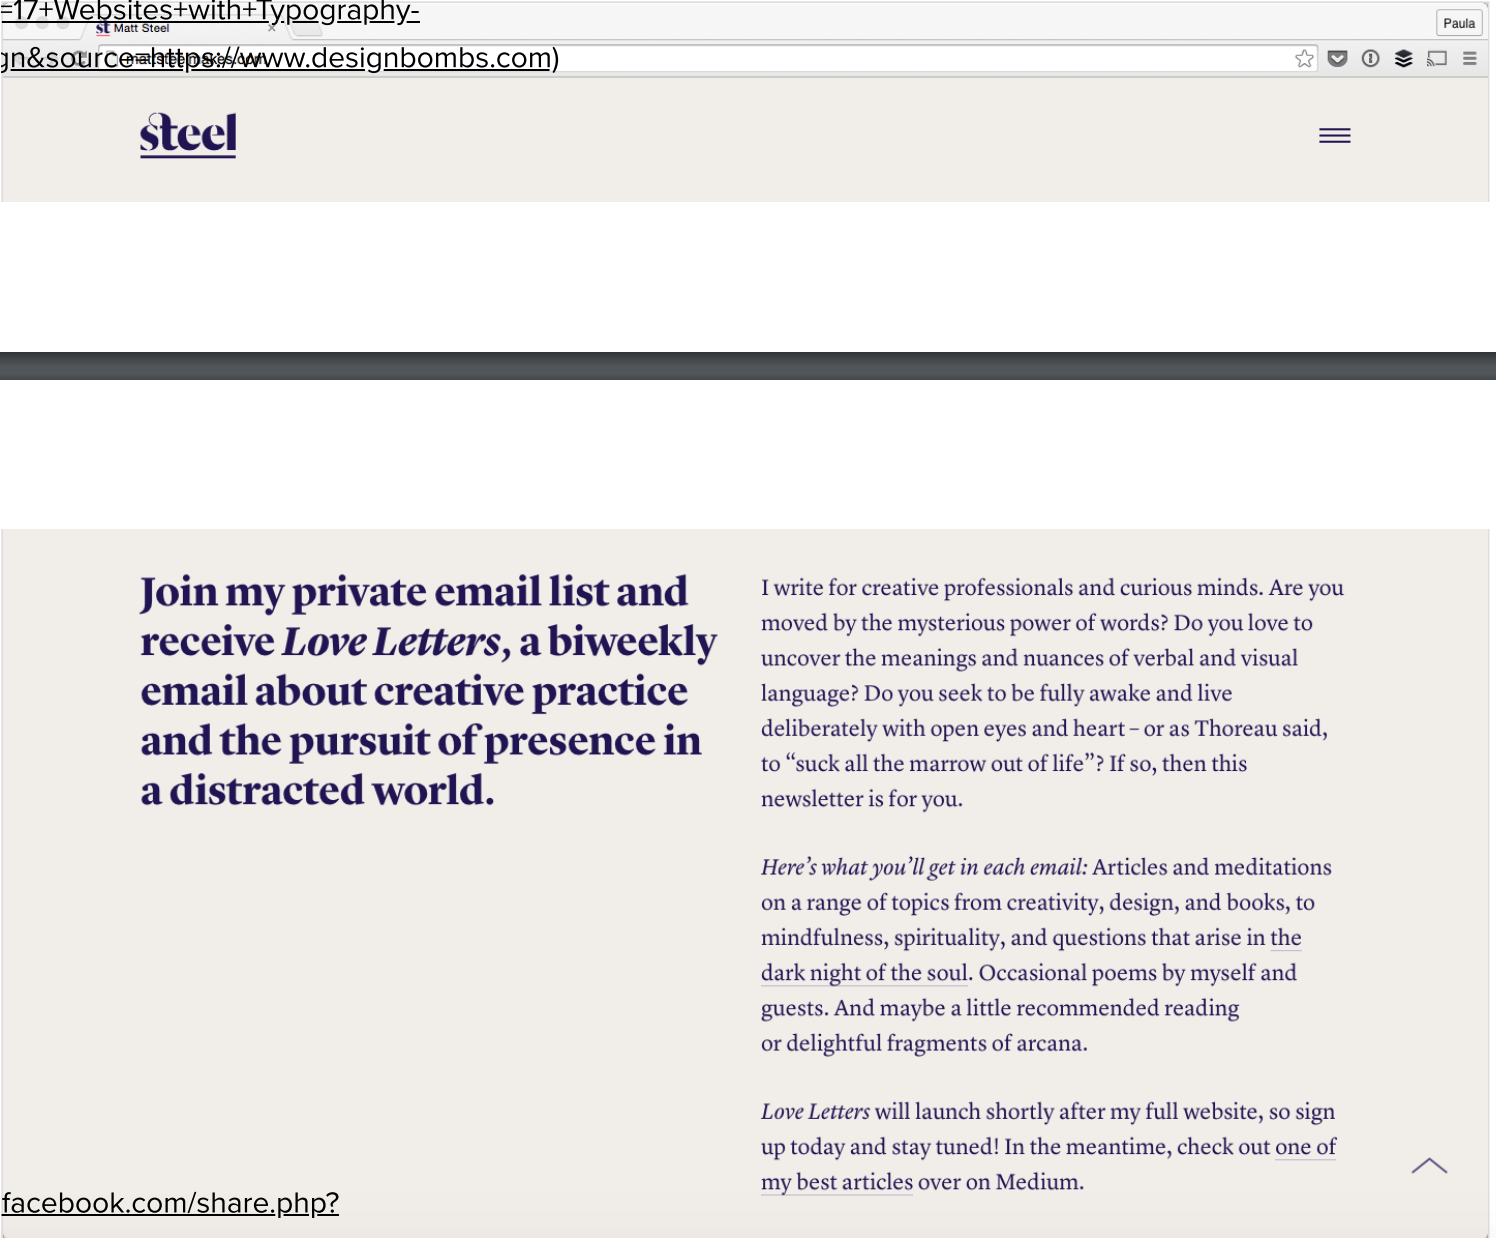 =17+Websites+with+Typography-
st Matt Steel
Paula
gn&source=https://www.designbombs.com)
mattsteelmakes.com
steel
Join my private email list and
receive Love Letters, a biweekly
email about creative practice
and the pursuit of presence in
a distracted world.
I write for creative professionals and curious minds. Are you
moved by the mysterious power of words? Do you love to
uncover the meanings and nuances of verbal and visual
language? Do you seek to be fully awake and live
deliberately with open eyes and heart – or as Thoreau said,
to “suck all the marrow out of life”? If so, then this
newsletter is for you.
Here’s what you’ll get in each email: Articles and meditations
on a range of topics from creativity, design, and books, to
mindfulness, spirituality, and questions that arise in the
dark night of the soul. Occasional poems by myself and
guests. And maybe a little recommended reading
or delightful fragments of arcana.
Love Letters will launch shortly after my full website, so sign
up today and stay tuned! In the meantime, check out one of
my best articles over on Medium.
facebook.com/share.php?